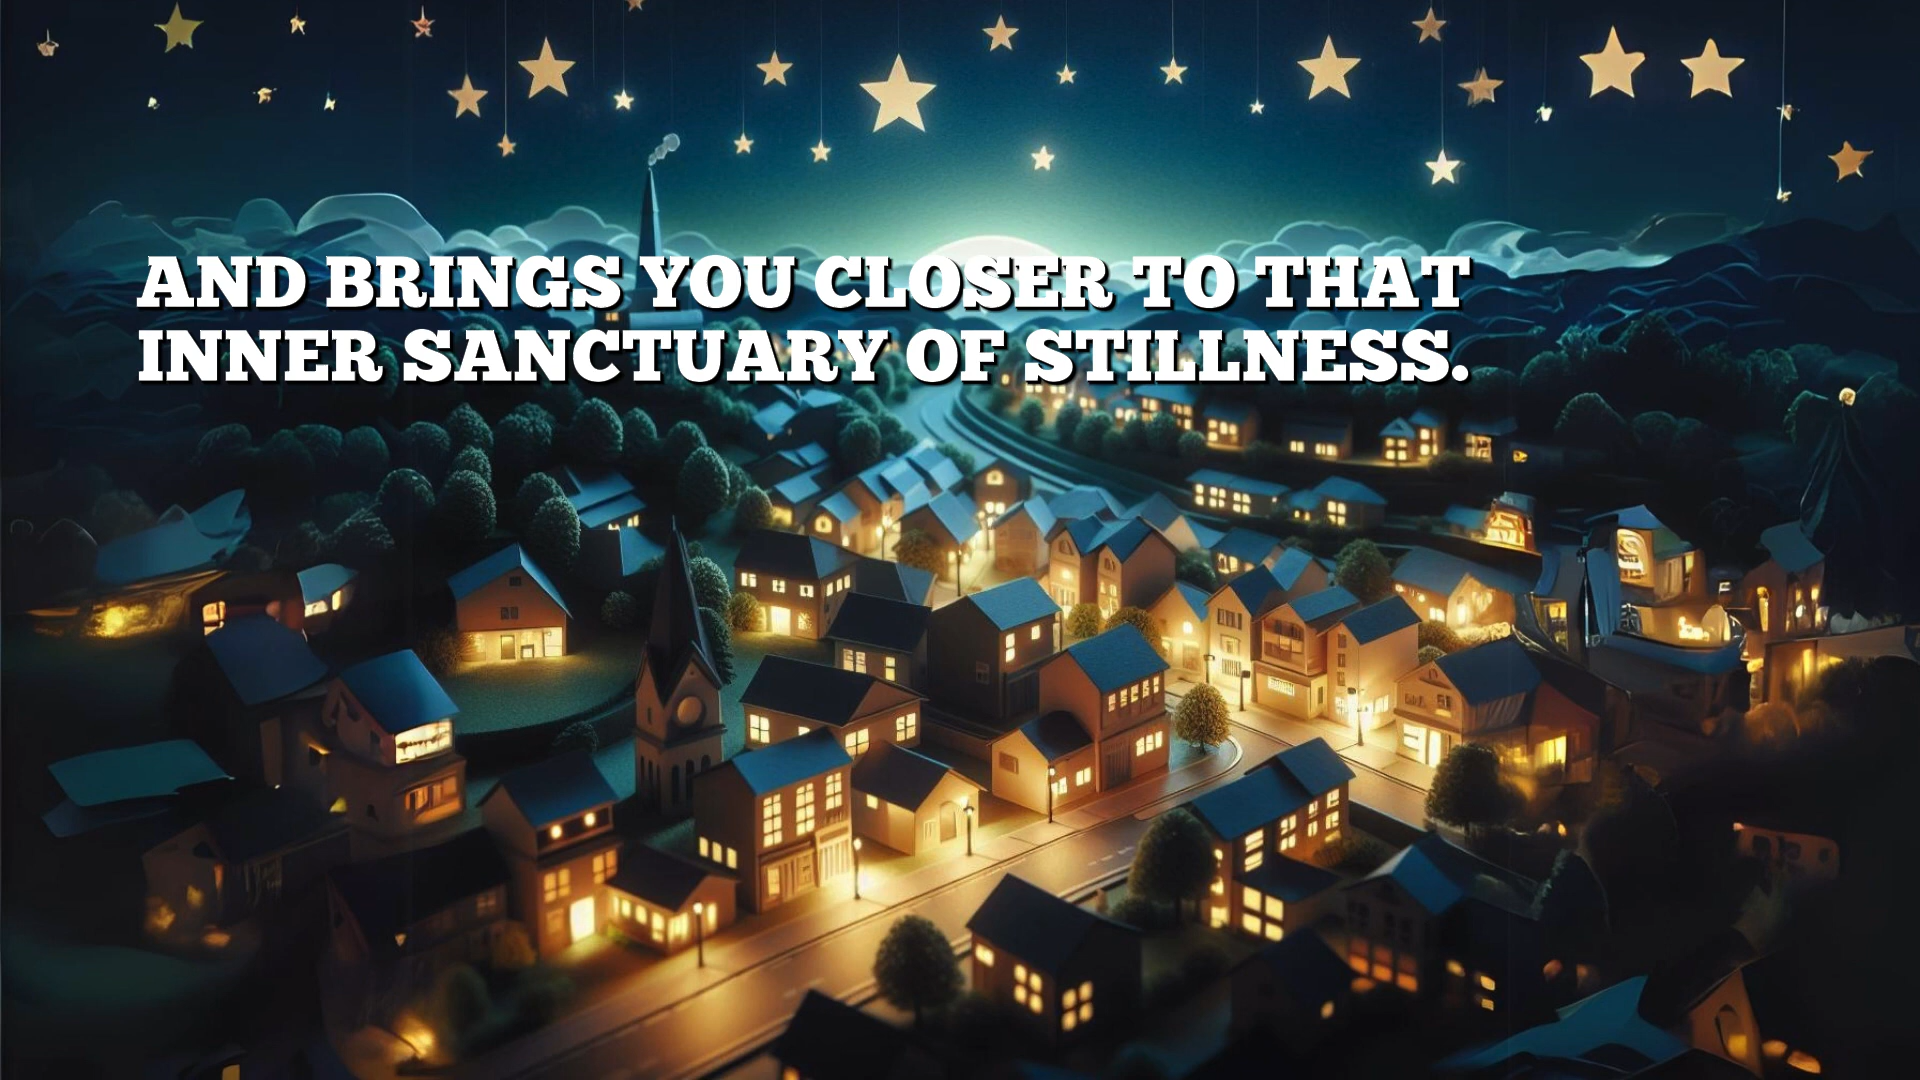 AND BRINGS YOU CLOSER TO THAT
INNER SANCTUARY OF STILLNESS.